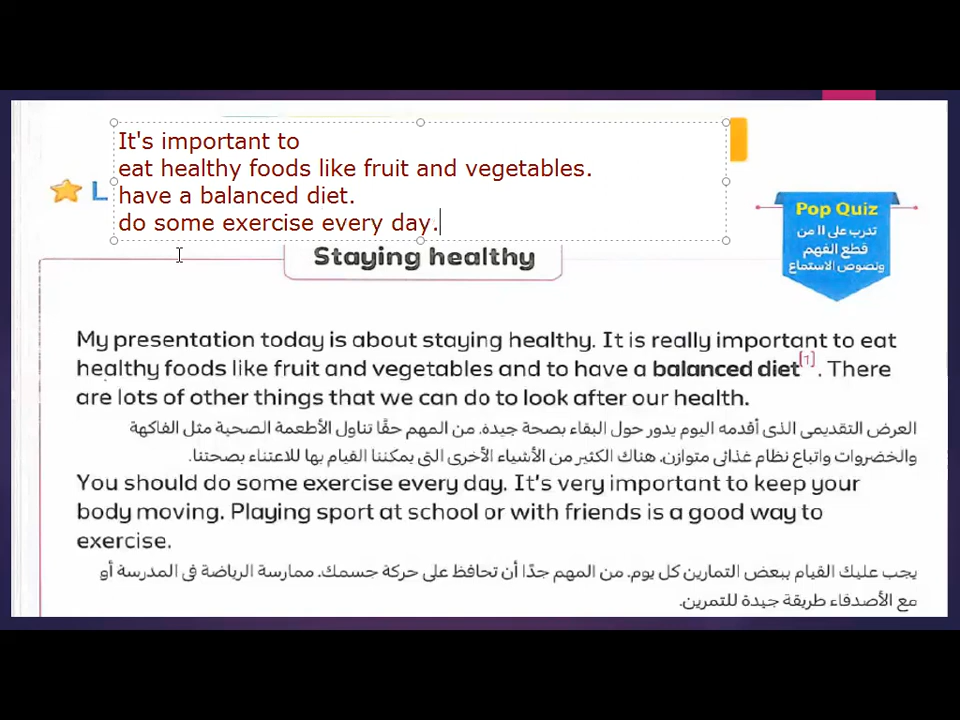 It's important to
eat healthy foods like fruit and vegetables.
have a balanced diet.
do some exercise every day.
L
Pop Quiz
تدرب على ١١ من
قطع الفهم
ونصوص الاستماع
Staying healthy
My presentation today is about staying healthy. It is really important to eat
healthy foods like fruit and vegetables and to have a balanced diet[1]. There
are lots of other things that we can do to look after our health.
العرض التقديمى الذى أقدمه اليوم يدور حول البقاء بصحة جيدة. من المهم حقًا تناول الأطعمة الصحية مثل الفاكهة
والخضروات واتباع نظام غذائى متوازن. هناك الكثير من الأشياء الأخرى التى يمكننا القيام بها للاعتناء بصحتنا.
You should do some exercise every day. It's very important to keep your
body moving. Playing sport at school or with friends is a good way to
exercise.
يجب عليك القيام ببعض التمارين كل يوم. من المهم جدًا أن تحافظ على حركة جسمك. ممارسة الرياضة فى المدرسة أو
مع الأصدقاء طريقة جيدة للتمرين.